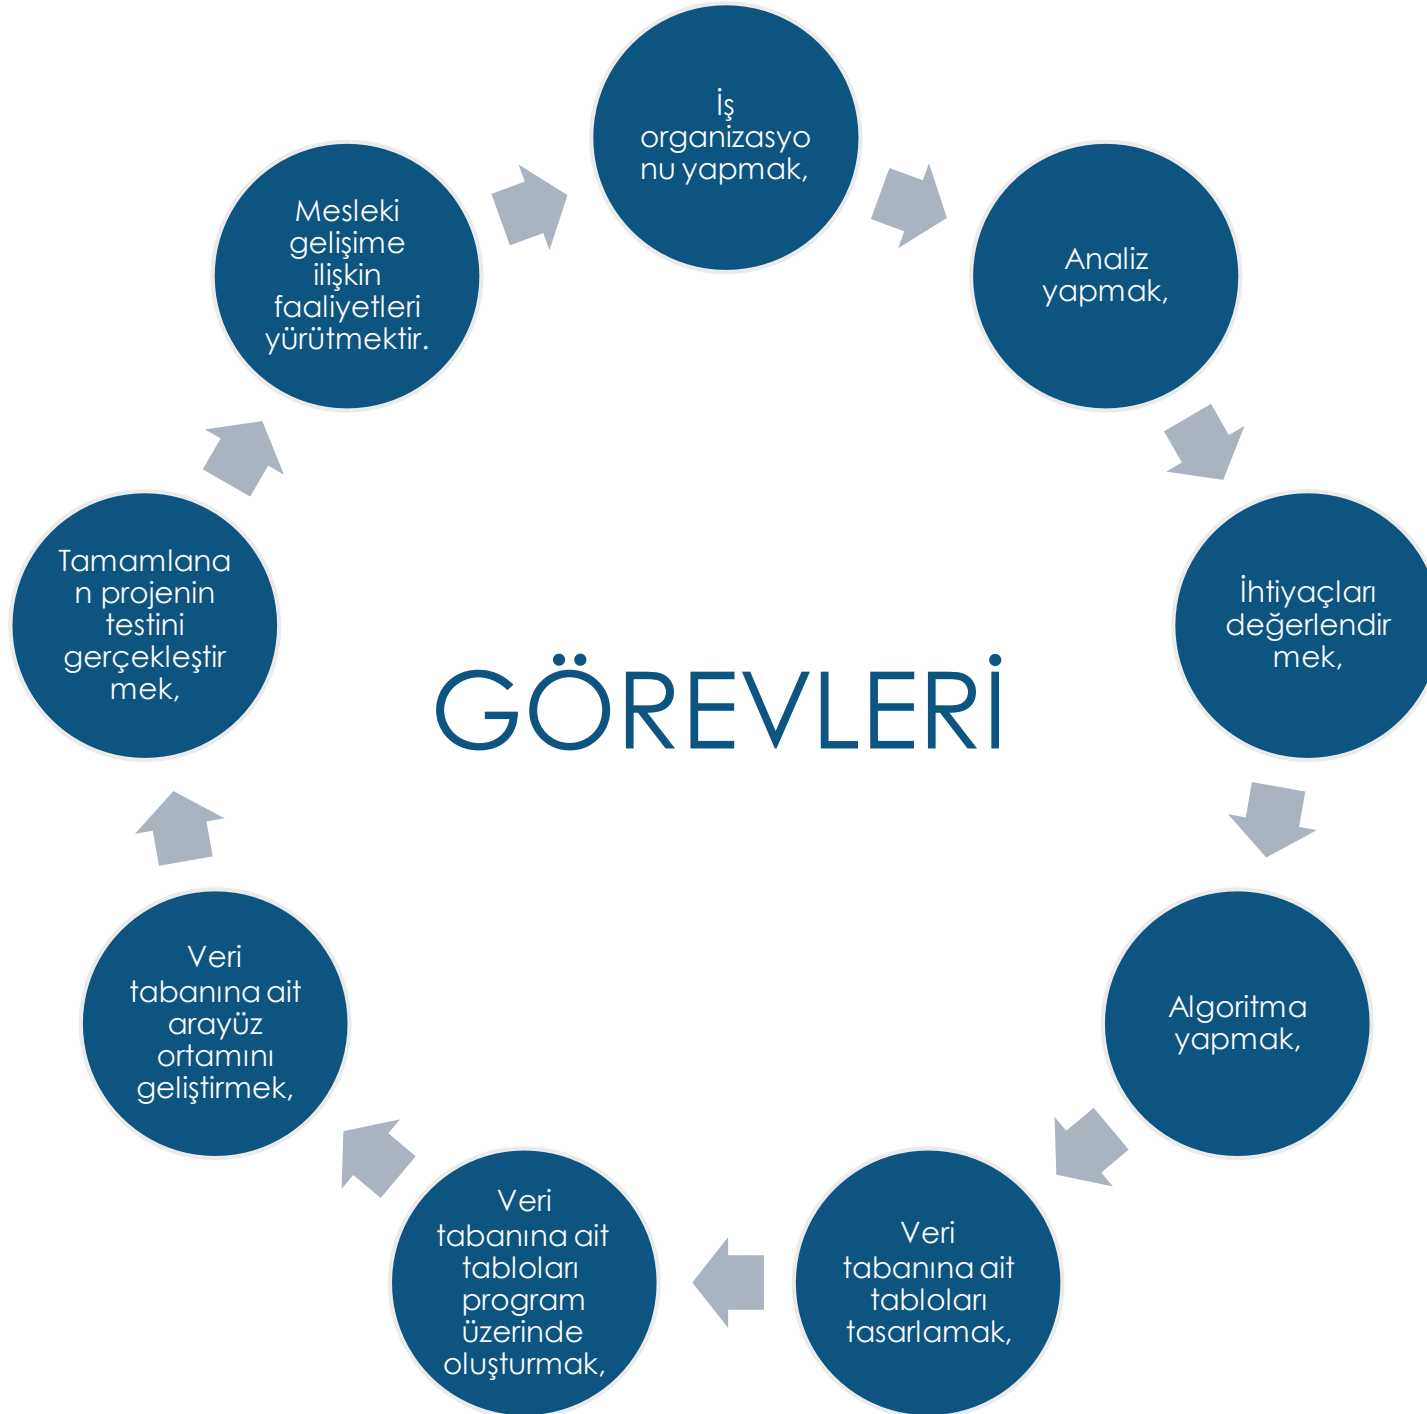 İş
organizasyo
nu yapmak,
Analiz
yapmak,
İhtiyaçları
değerlendir
mek,
Algoritma
yapmak,
Veri
tabanına ait
tabloları
tasarlamak,
Veri
tabanına ait
tabloları
program
üzerinde
oluşturmak,
Veri
tabanına ait
arayüz
ortamını
geliştirmek,
Tamamlana
n projenin
testini
gerçekleştir
mek,
Mesleki
gelişime
ilişkin
faaliyetleri
yürütmektir.
GÖREVLERİ